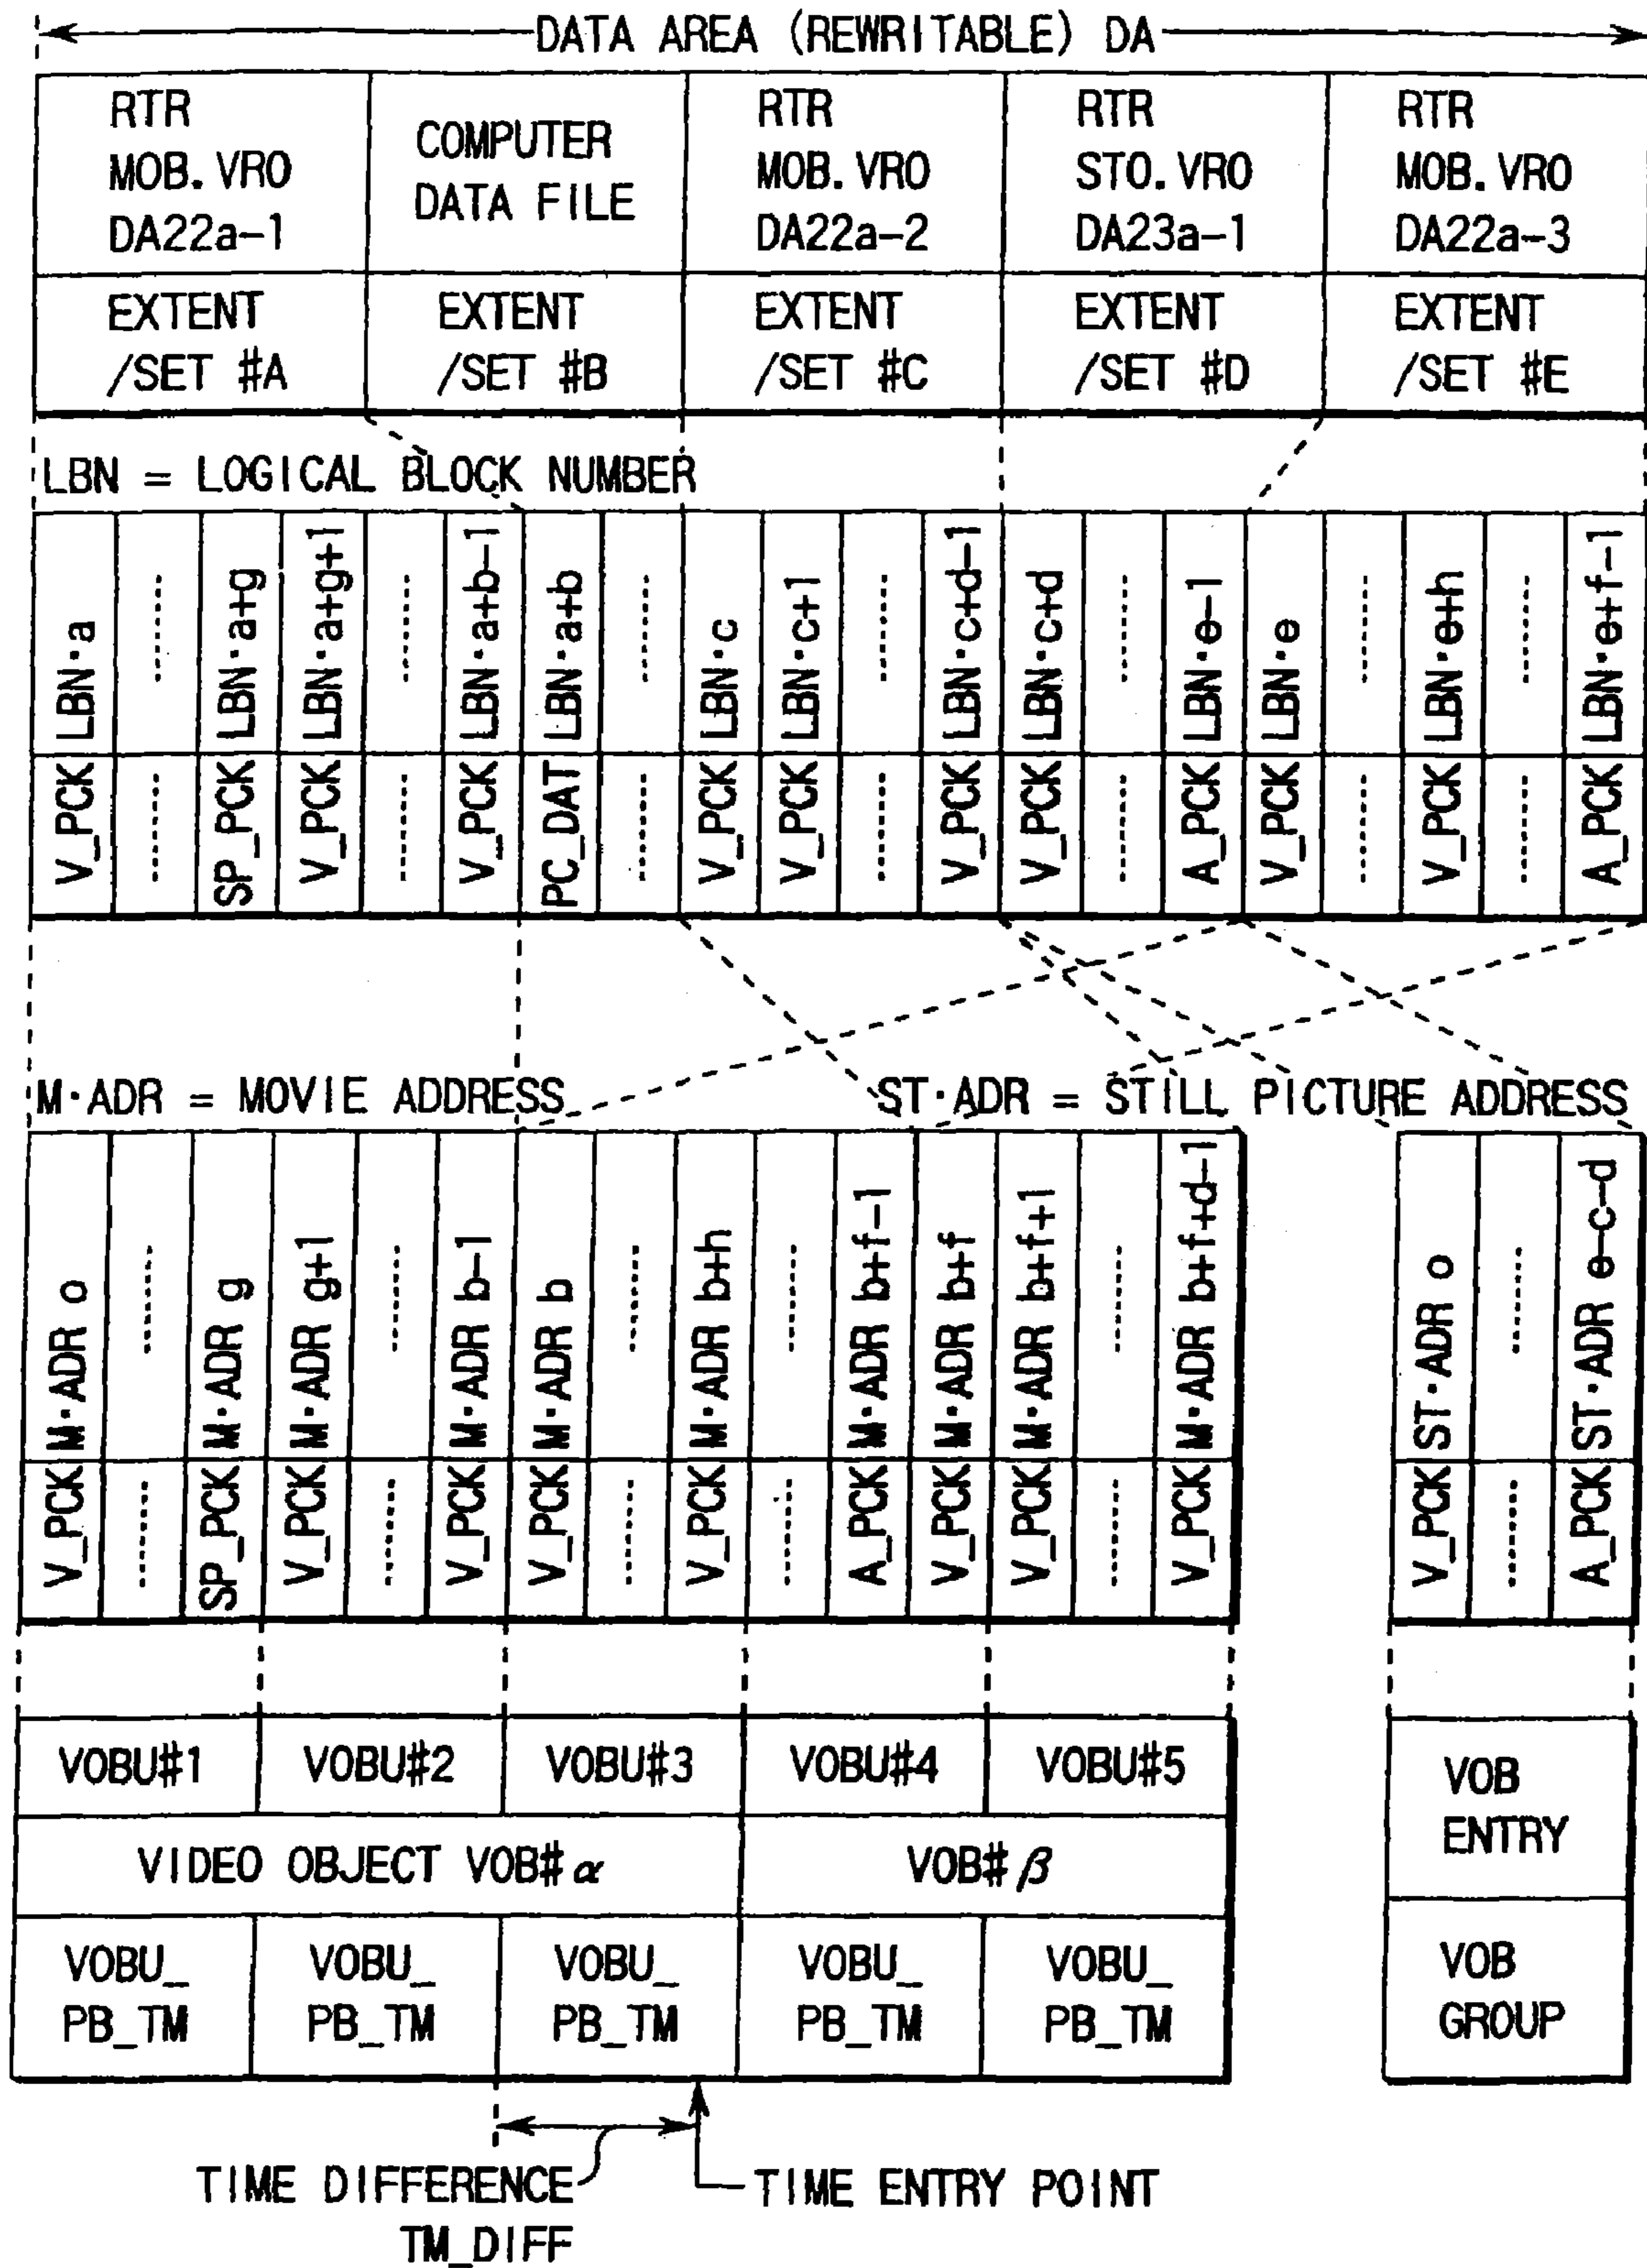 DATA AREA (REWRITABLE) DA
RTR
MOB. VRO
DA22a-1
COMPUTER
DATA FILE
RTR
MOB. VRO
DA22a-2
RTR
STO. VRO
DA23a-1
RTR
MOB. VRO
DA22a-3
EXTENT
/SET #A
EXTENT
/SET #B
EXTENT
/SET #C
EXTENT
/SET #D
EXTENT
/SET #E
LBN = LOGICAL BLOCK NUMBER
LBN·a
LBN·a+g
LBN·a+g+1
LBN·a+b-1
LBN·a+b
LBN·c
LBN·c+1
LBN·c+d-1
LBN·c+d
LBN·e-1
LBN·e
LBN·e+h
LBN·e+f-1
V_PCK
SP_PCK
V_PCK
V_PCK
PC_DAT
V_PCK
V_PCK
V_PCK
V_PCK
A_PCK
V_PCK
V_PCK
A_PCK
M·ADR = MOVIE ADDRESS
ST·ADR = STILL PICTURE ADDRESS
M·ADR o
M·ADR g
M·ADR g+1
M·ADR b-1
M·ADR b
M·ADR b+h
M·ADR b+f-1
M·ADR b+f
M·ADR b+f+1
M·ADR b+f+d-1
ST·ADR o
ST·ADR e-c-d
V_PCK
SP_PCK
V_PCK
V_PCK
V_PCK
V_PCK
A_PCK
V_PCK
V_PCK
V_PCK
V_PCK
A_PCK
VOBU#1
VOBU#2
VOBU#3
VOBU#4
VOBU#5
VOB
ENTRY
VIDEO OBJECT VOB#α
VOB#β
VOBU_
PB_TM
VOBU_
PB_TM
VOBU_
PB_TM
VOBU_
PB_TM
VOBU_
PB_TM
VOB
GROUP
TIME DIFFERENCE
TM_DIFF
TIME ENTRY POINT